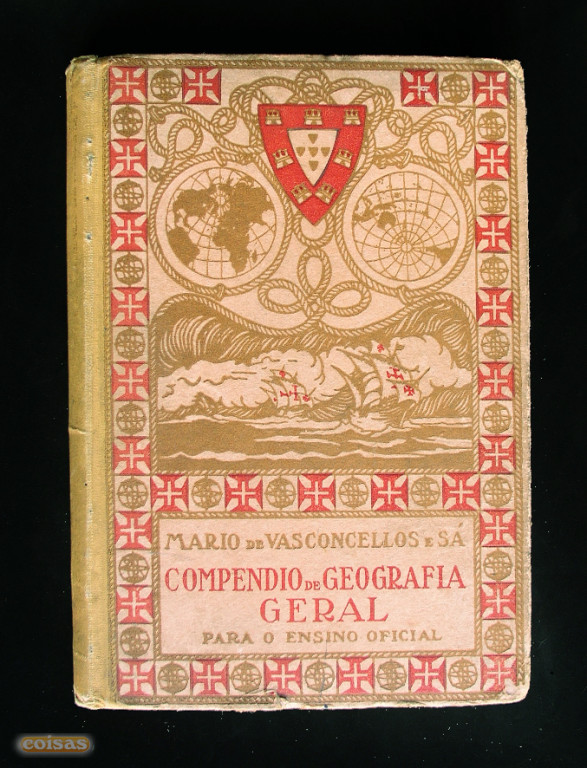 MARIO DE VASCONCELLOS E SÁ
COMPENDIO DE GEOGRAFIA
GERAL
PARA O ENSINO OFICIAL
coisas